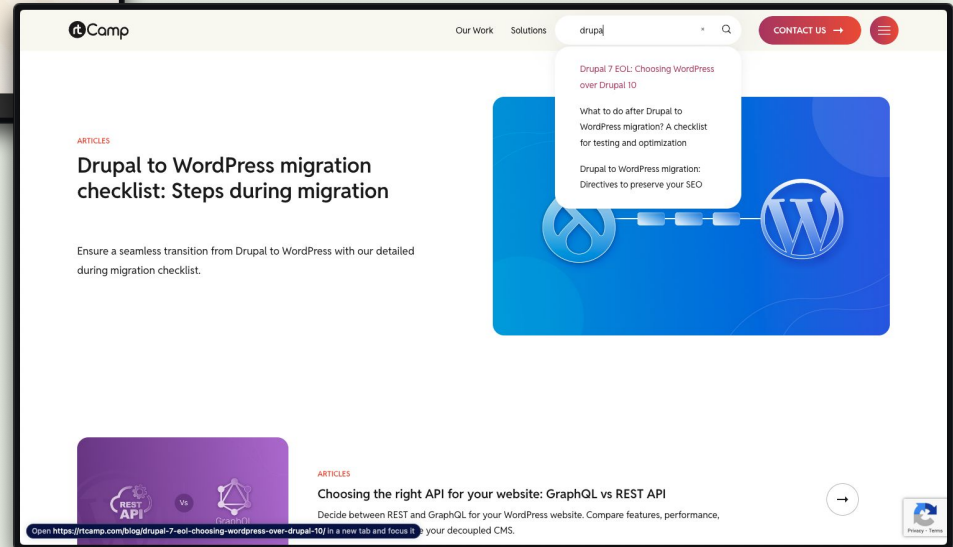 rtCamp
Our Work Solutions drupa CONTACT US →
Drupal 7 EOL: Choosing WordPress
over Drupal 10
What to do after Drupal to
WordPress migration? A checklist
for testing and optimization
Drupal to WordPress migration:
Directives to preserve your SEO
ARTICLES
Drupal to WordPress migration
checklist: Steps during migration
Ensure a seamless transition from Drupal to WordPress with our detailed
during migration checklist.
REST
API
Vs
GraphQL
ARTICLES
Choosing the right API for your website: GraphQL vs REST API
Decide between REST and GraphQL for your WordPress website. Compare features, performance,
your decoupled CMS.
Open https://rtcamp.com/blog/drupal-7-eol-choosing-wordpress-over-drupal-10/ in a new tab and focus it
Privacy - Terms